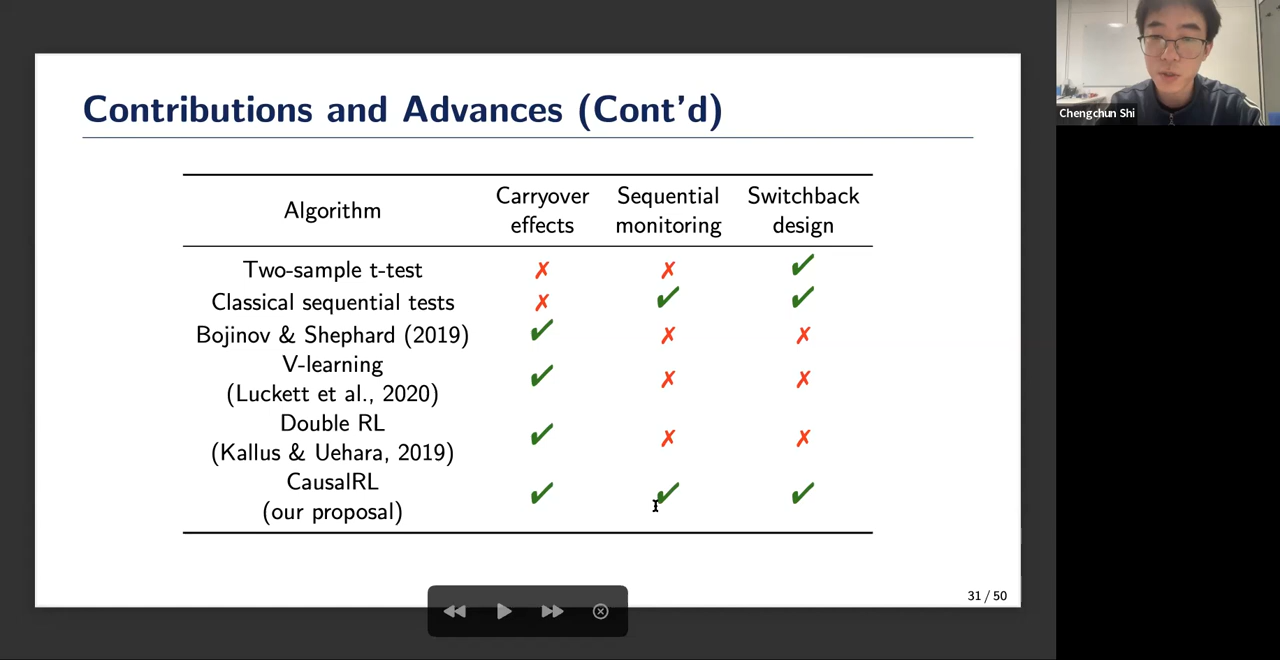 Contributions and Advances (Cont'd)
Algorithm
Carryover
effects
Sequential
monitoring
Switchback
design
Two-sample t-test ✗ ✗ ✓
Classical sequential tests ✗ ✓ ✓
Bojinov & Shephard (2019) ✓ ✗ ✗
V-learning
(Luckett et al., 2020) ✓ ✗ ✗
Double RL
(Kallus & Uehara, 2019) ✓ ✗ ✗
CausalRL
(our proposal) ✓ ✓ ✓
31 / 50
Chengchun Shi